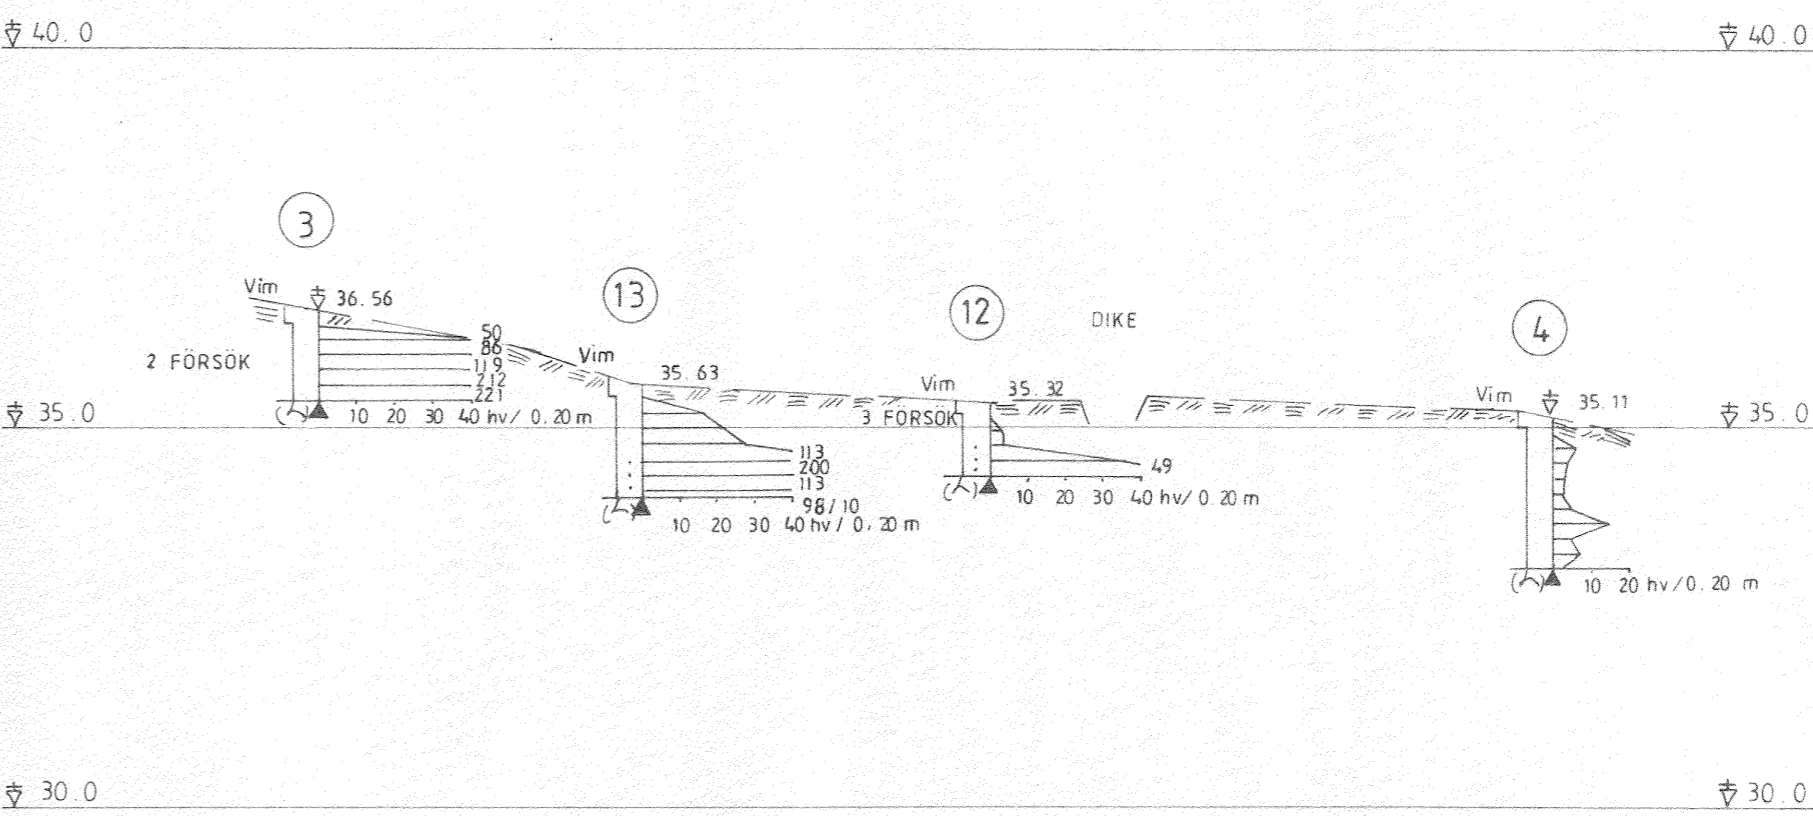 ± 40.0
± 40.0
3
Vim
± 36.56
50
86
119
212
221
2 FÖRSÖK
10 20 30 40 hv/0.20m
13
Vim
35.63
113
200
113
98/10
10 20 30 40 hv/0.20m
12
Vim
35.32
3 FÖRSÖK
49
10 20 30 40 hv/0.20m
DIKE
4
Vim
± 35.11
10 20 hv/0.20 m
± 35.0
± 35.0
± 30.0
± 30.0